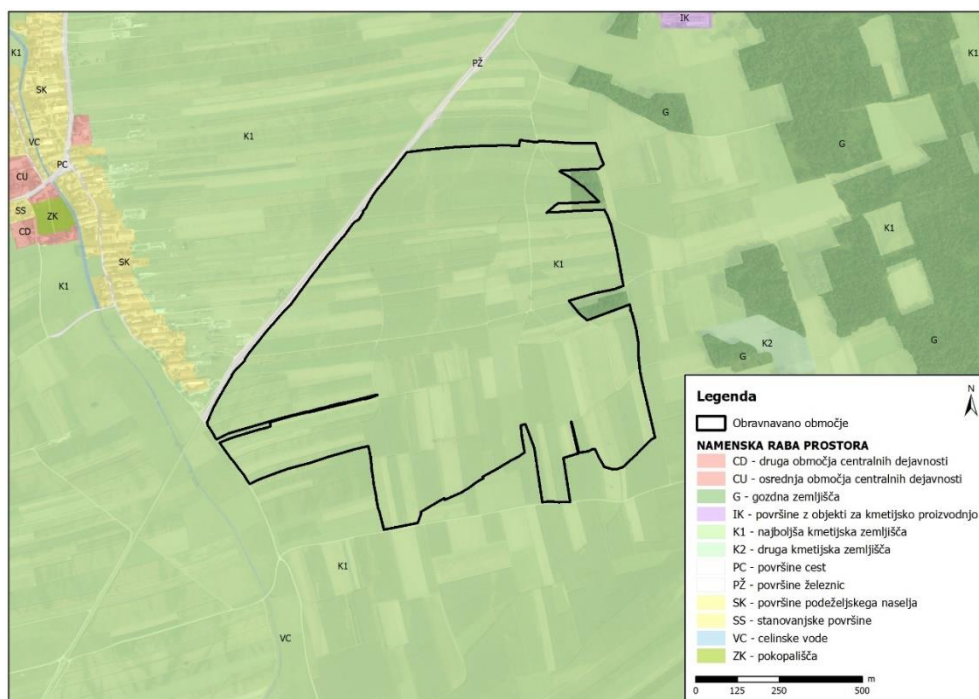 IK
K1
K1
PŽ
SK
G
K1
VC
G
PC
CU
SS
ZK
CD
K1
SK
K1
K1
K2
G
G
K1
VC
N
Legenda
Obravnavano območje
NAMENSKA RABA PROSTORA
CD - druga območja centralnih dejavnosti
CU - osrednja območja centralnih dejavnosti
G - gozdna zemljišča
IK - površine z objekti za kmetijsko proizvodnjo
K1 - najboljša kmetijska zemljišča
K2 - druga kmetijska zemljišča
PC - površine cest
PŽ - površine železnic
SK - površine podeželjskega naselja
SS - stanovanjske površine
VC - celinske vode
ZK - pokopališča
m
0 125 250 500